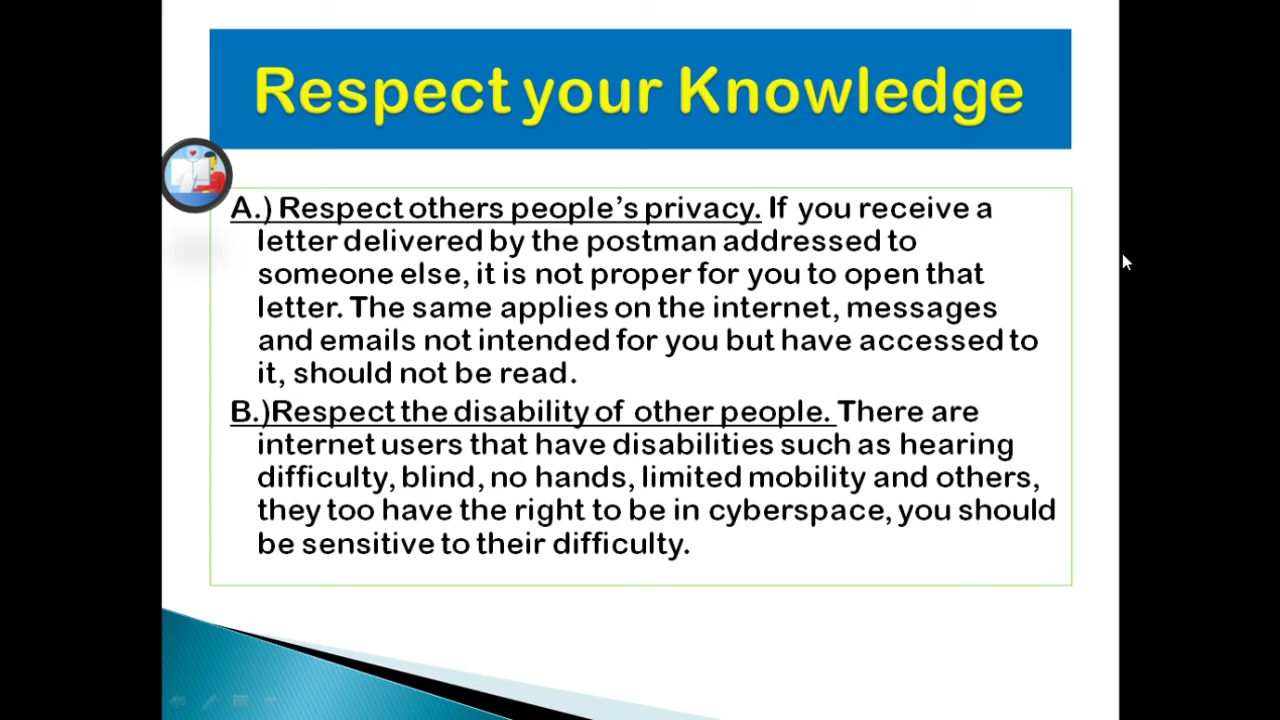 Respect your Knowledge
A.) Respect others people's privacy. If you receive a
letter delivered by the postman addressed to
someone else, it is not proper for you to open that
letter. The same applies on the internet, messages
and emails not intended for you but have accessed to
it, should not be read.
B.)Respect the disability of other people. There are
internet users that have disabilities such as hearing
difficulty, blind, no hands, limited mobility and others,
they too have the right to be in cyberspace, you should
be sensitive to their difficulty.